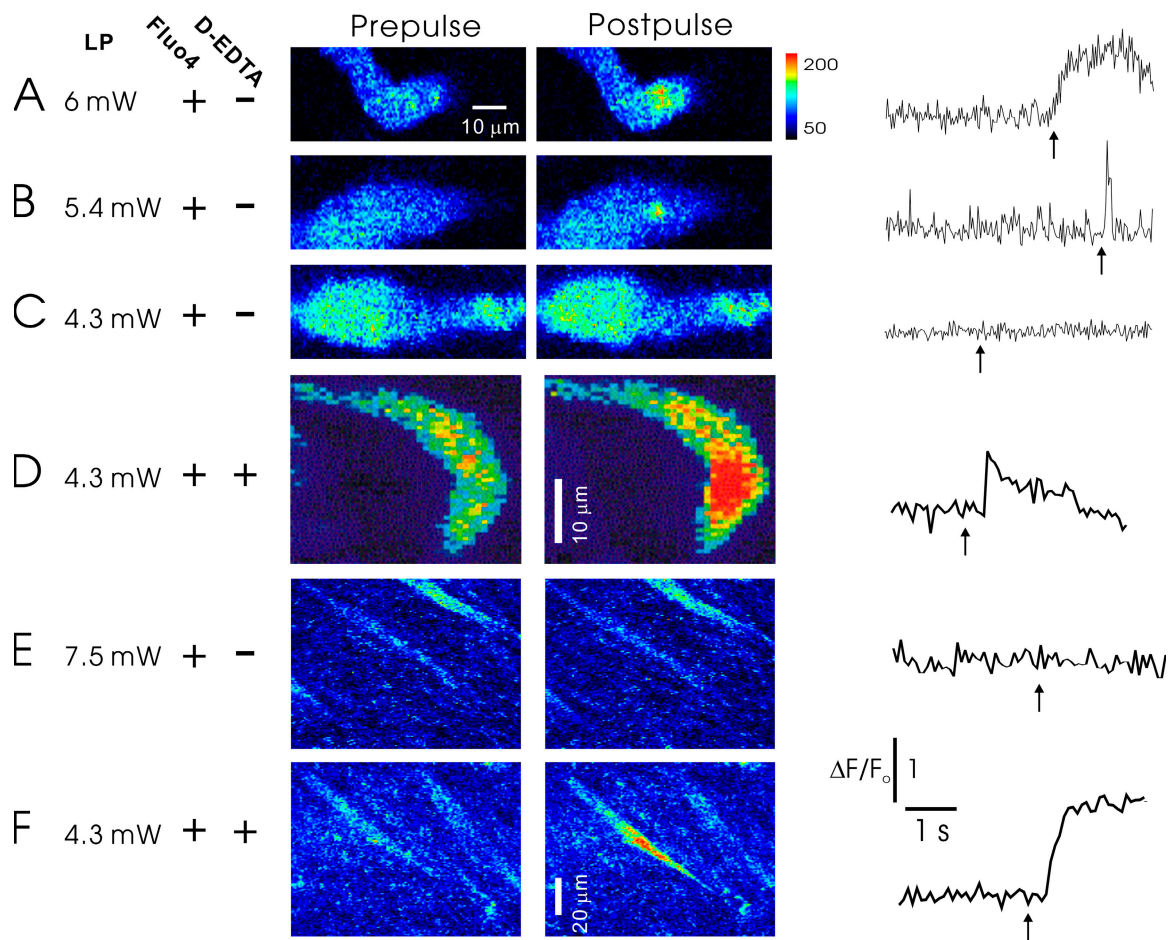 LP Fluo4 D-EDTA Prepulse Postpulse
A 6 mW + − 10 μm 200 50
B 5.4 mW + −
C 4.3 mW + −
D 4.3 mW + + 10 μm
E 7.5 mW + −
F 4.3 mW + + 20 μm
ΔF/Fo 1
1 s